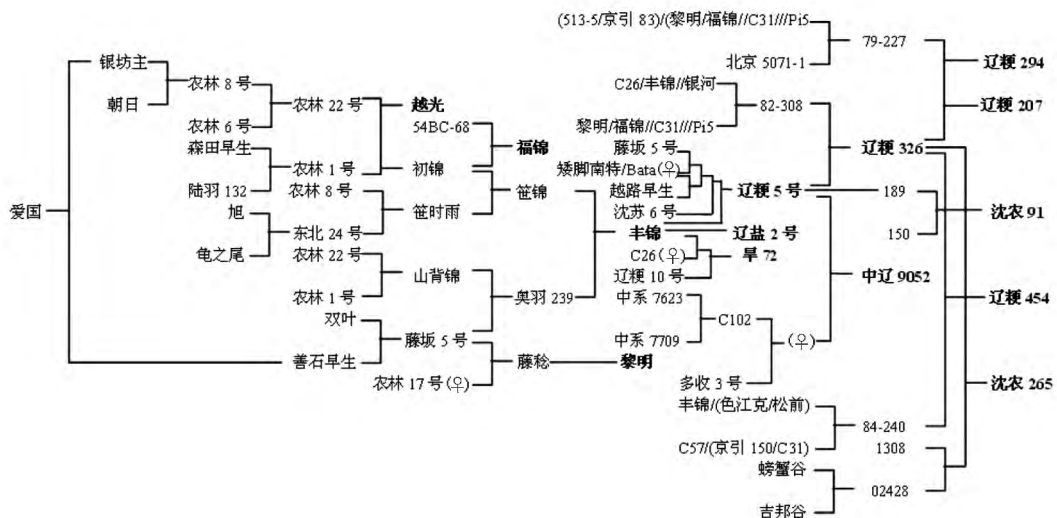 (513-5/京引 83)/(黎明/福锦//C31///Pi5
79-227
北京 5071-1
辽粳 294
辽粳 207
银坊主
朝日
农林 8 号
农林 6 号
农林 22 号
越光
54BC-68
福锦
C26/丰锦//银河
82-308
黎明/福锦//C31///Pi5
辽粳 326
森田早生
陆羽 132
农林 1 号
初锦
藤坂 5 号
矮脚南特/Bata(♀)
越路早生
沈苏 6 号
辽粳 5 号
189
150
沈农 91
爱国
旭
龟之尾
农林 8 号
东北 24 号
笹时雨
笹锦
丰锦
辽盐 2 号
C26(♀)
旱 72
辽粳 10 号
中辽 9052
农林 22 号
农林 1 号
山背锦
奥羽 239
中系 7623
中系 7709
C102
(♀)
多收 3 号
辽粳 454
双叶
善石早生
藤坂 5 号
农林 17 号(♀)
藤稔
黎明
沈农 265
丰锦/(色江克/松前)
84-240
C57/(京引 150/C31)
1308
螃蟹谷
02428
吉邦谷